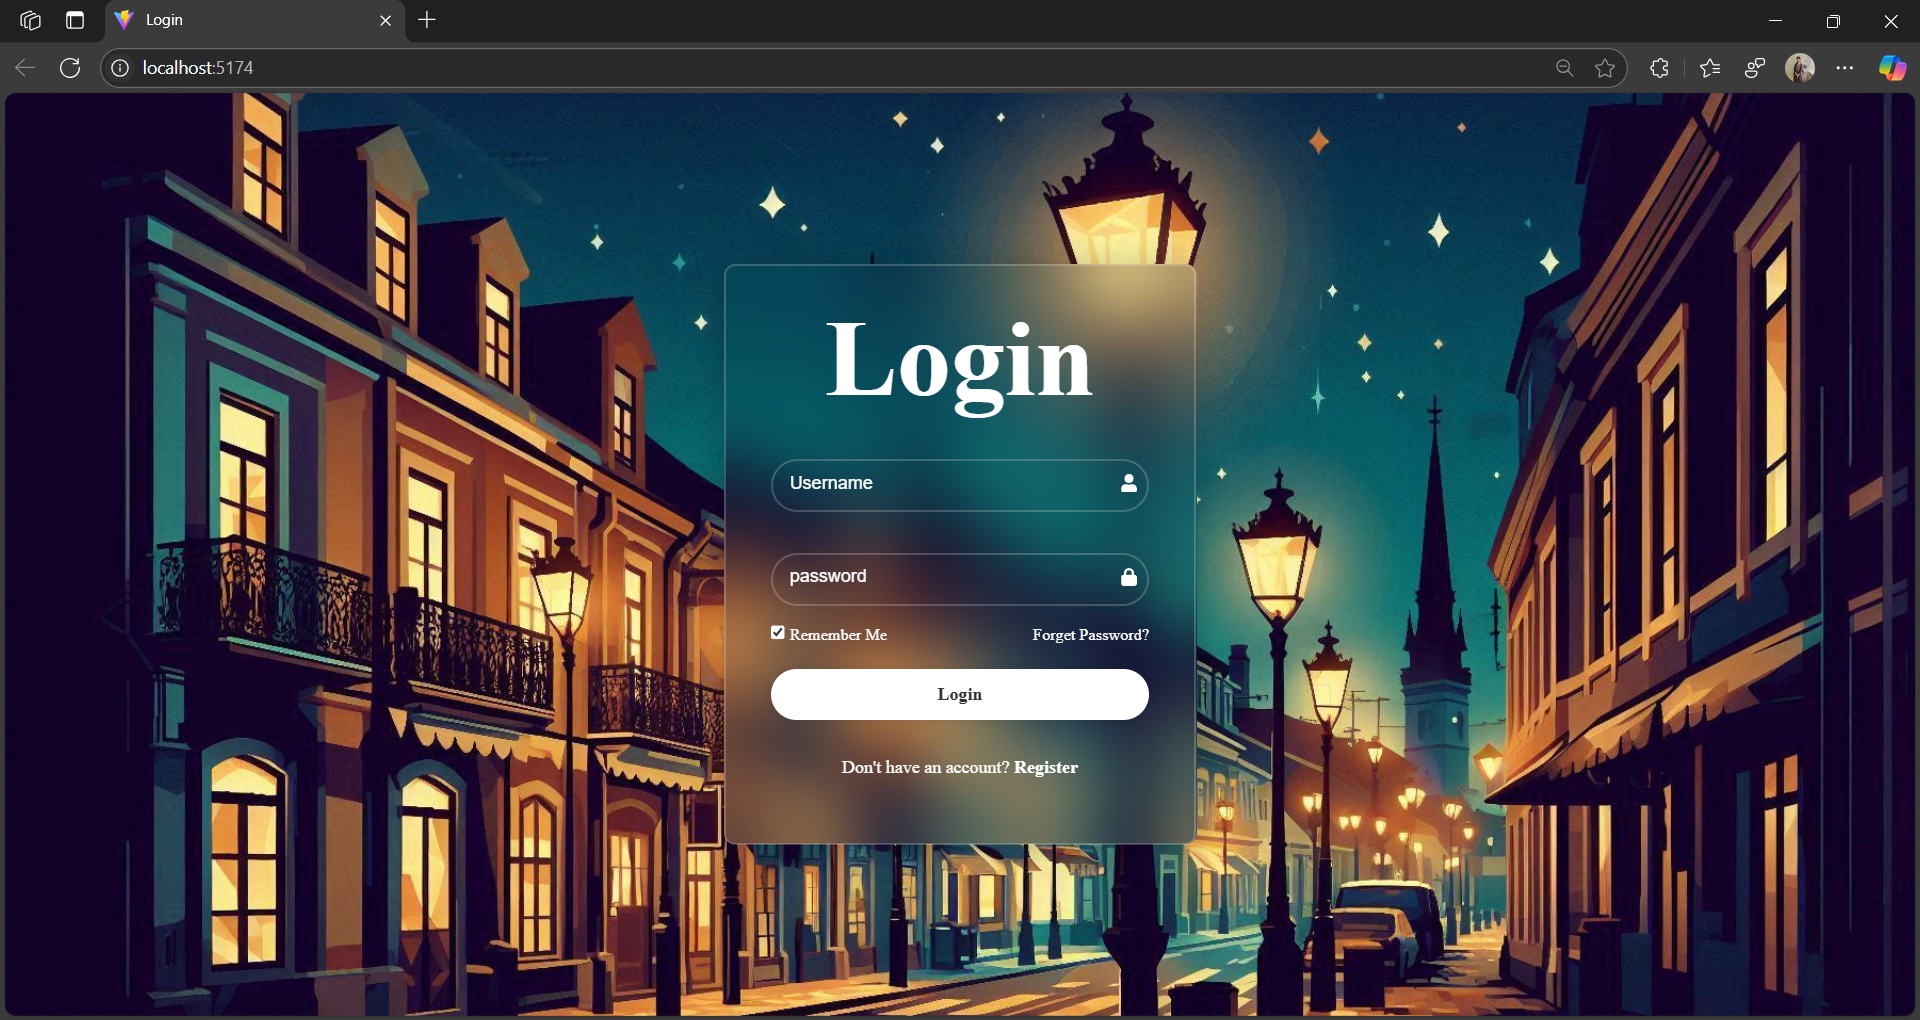 Login
localhost:5174
Login
Username
password
Remember Me Forget Password?
Login
Don't have an account? Register